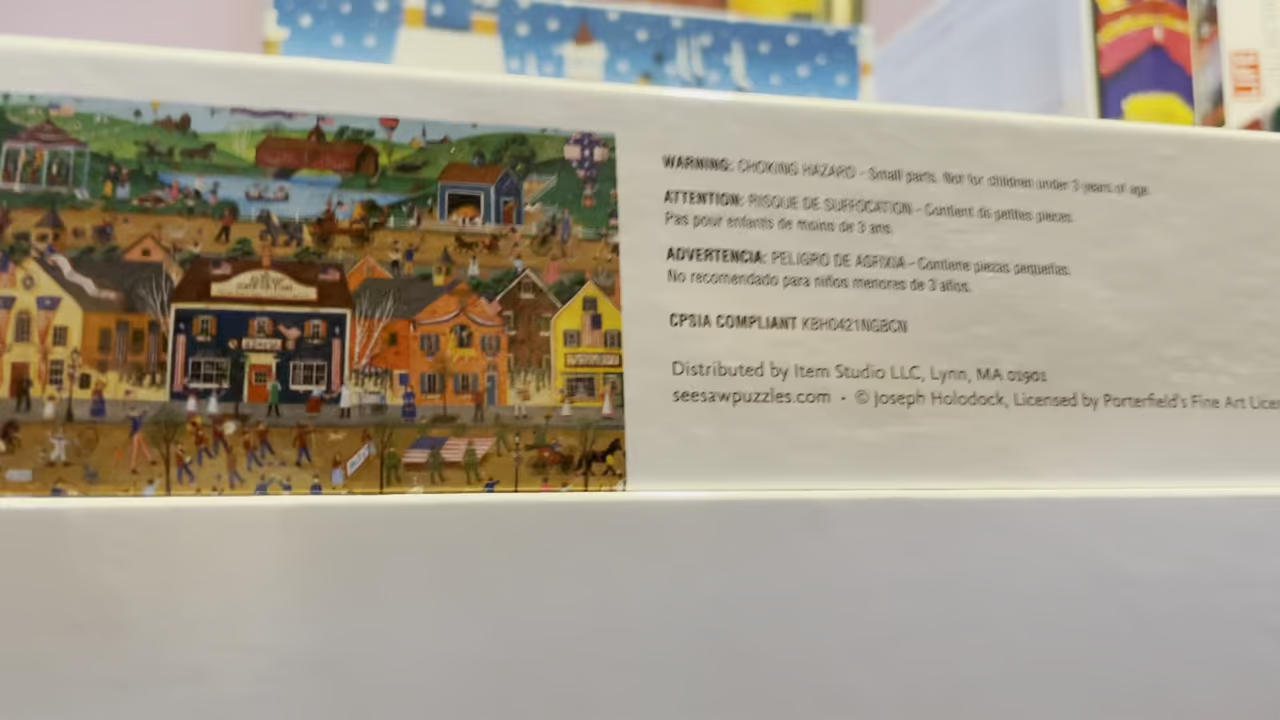 WARNING: CHOKING HAZARD - Small parts. Not for children under 3 years of age.
ATTENTION: RISQUE DE SUFFOCATION - Contient de petites pieces.
Pas pour enfants de moins de 3 ans.
ADVERTENCIA: PELIGRO DE ASFIXIA - Contiene piezas pequeñas.
No recomendado para niños menores de 3 años.
CPSIA COMPLIANT KBH0421NGBCN
Distributed by Item Studio LLC, Lynn, MA 01901
seesawpuzzles.com · © Joseph Holodock, Licensed by Porterfield's Fine Art